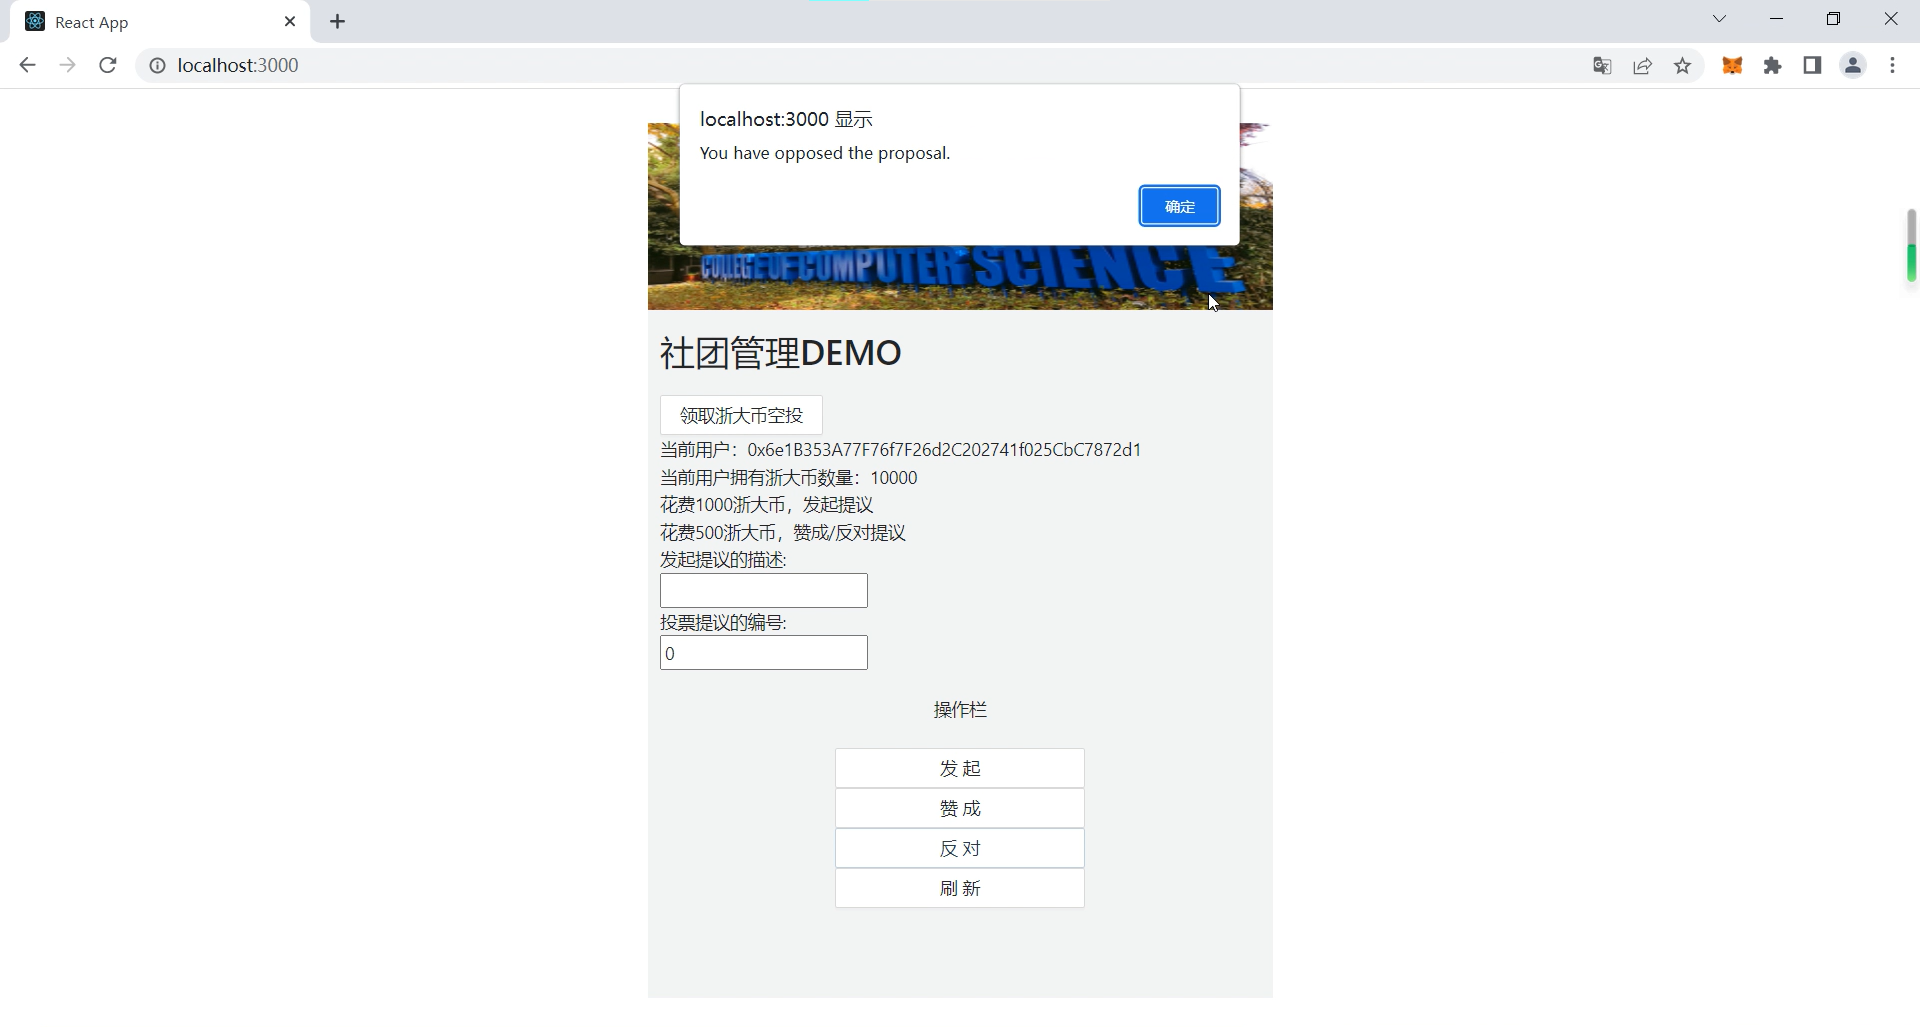 React App
localhost:3000
localhost:3000 显示
You have opposed the proposal.
确定
COLLEGE OF COMPUTER SCIENCE
社团管理DEMO
领取浙大币空投
当前用户：0x6e1B353A77F76f7F26d2C202741f025CbC7872d1
当前用户拥有浙大币数量：10000
花费1000浙大币，发起提议
花费500浙大币，赞成/反对提议
发起提议的描述:
投票提议的编号:
0
操作栏
发 起
赞 成
反 对
刷 新